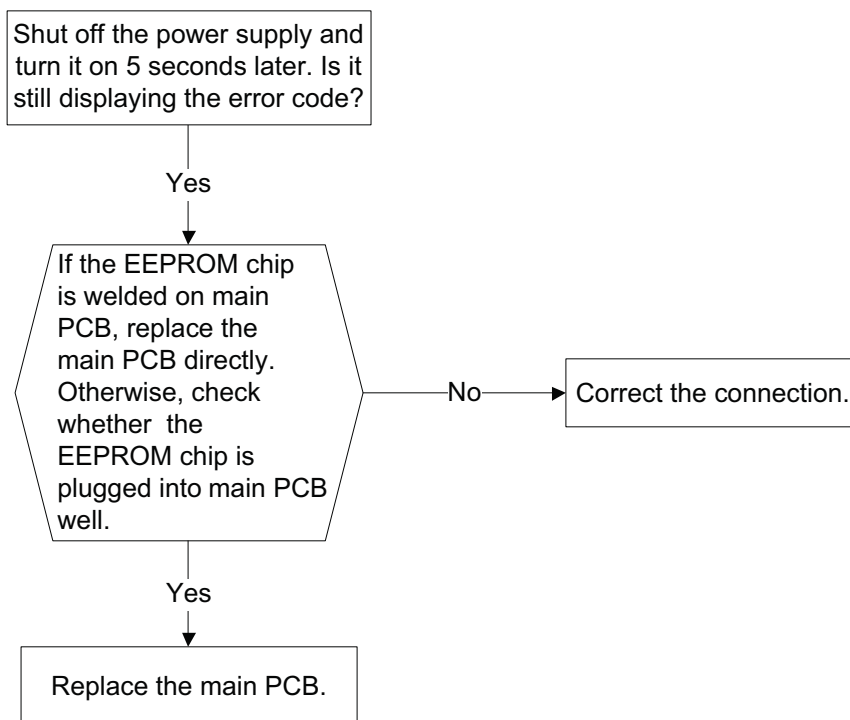 Shut off the power supply and
turn it on 5 seconds later. Is it
still displaying the error code?
Yes
If the EEPROM chip
is welded on main
PCB, replace the
main PCB directly.
Otherwise, check
whether  the
EEPROM chip is
plugged into main PCB
well.
No
Correct the connection.
Yes
Replace the main PCB.